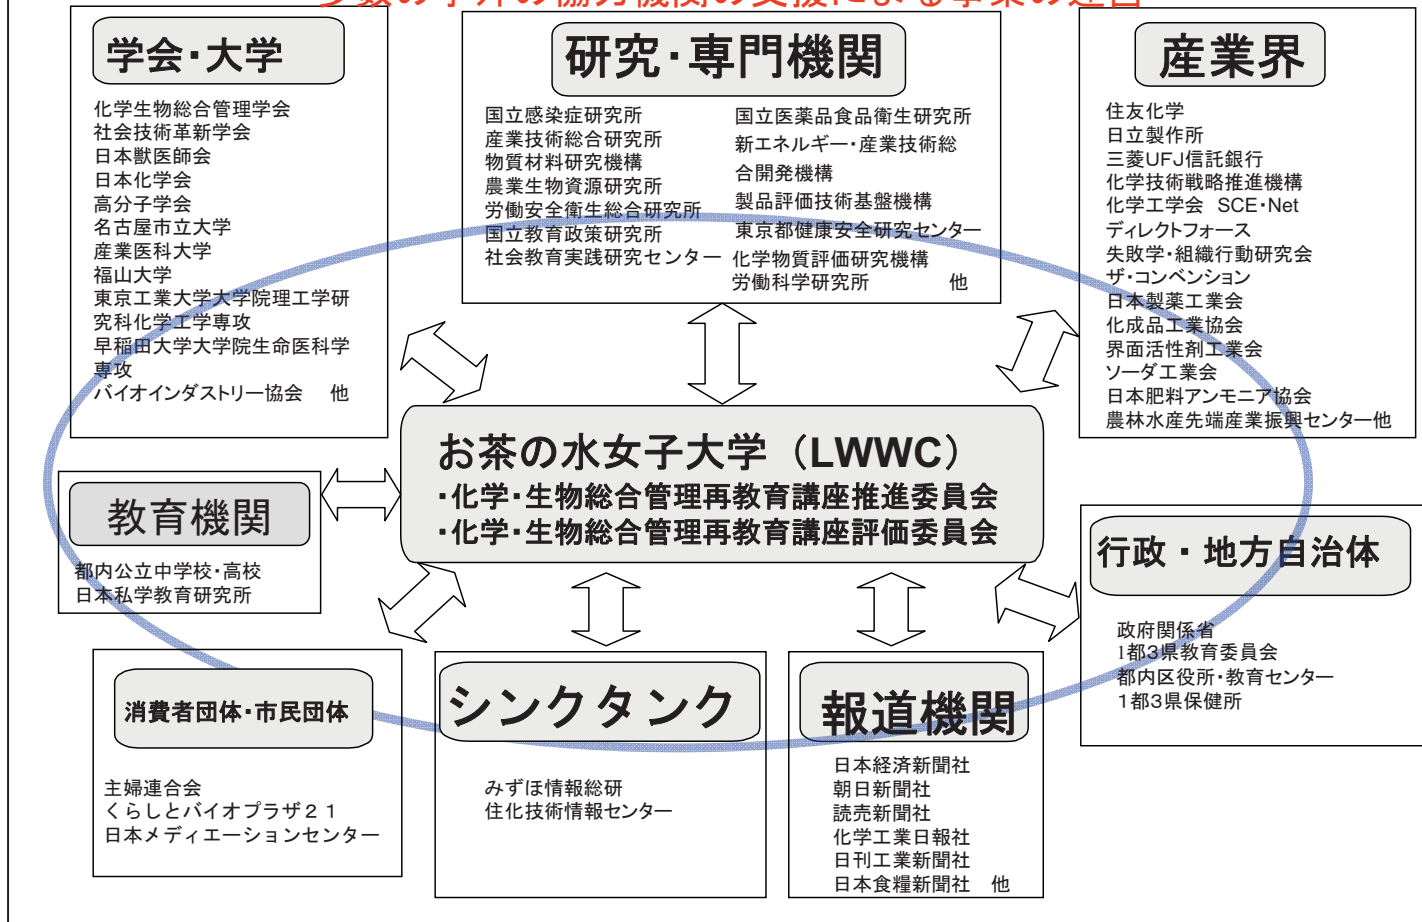 多数の学外の協力機関の支援による事業の運営
学会・大学
化学生物総合管理学会
社会技術革新学会
日本獣医師会
日本化学会
高分子学会
名古屋市立大学
産業医科大学
福山大学
東京工業大学大学院理工学研
究科化学工学専攻
早稲田大学大学院生命医科学
専攻
バイオインダストリー協会　他
研究・専門機関
国立感染症研究所
産業技術総合研究所
物質材料研究機構
農業生物資源研究所
労働安全衛生総合研究所
国立教育政策研究所
社会教育実践研究センター
国立医薬品食品衛生研究所
新エネルギー・産業技術総
合開発機構
製品評価技術基盤機構
東京都健康安全研究センター
化学物質評価研究機構
労働科学研究所　他
産業界
住友化学
日立製作所
三菱UFJ信託銀行
化学技術戦略推進機構
化学工学会　SCE・Net
ディレクトフォース
失敗学・組織行動研究会
ザ・コンベンション
日本製薬工業会
化成品工業協会
界面活性剤工業会
ソーダ工業会
日本肥料アンモニア協会
農林水産先端産業振興センター他
お茶の水女子大学（LWWC）
・化学・生物総合管理再教育講座推進委員会
・化学・生物総合管理再教育講座評価委員会
教育機関
都内公立中学校・高校
日本私学教育研究所
行政・地方自治体
政府関係省
1都3県教育委員会
都内区役所・教育センター
1都3県保健所
消費者団体・市民団体
主婦連合会
くらしとバイオプラザ２１
日本メディエーションセンター
シンクタンク
みずほ情報総研
住化技術情報センター
報道機関
日本経済新聞社
朝日新聞社
読売新聞社
化学工業日報社
日刊工業新聞社
日本食糧新聞社　他